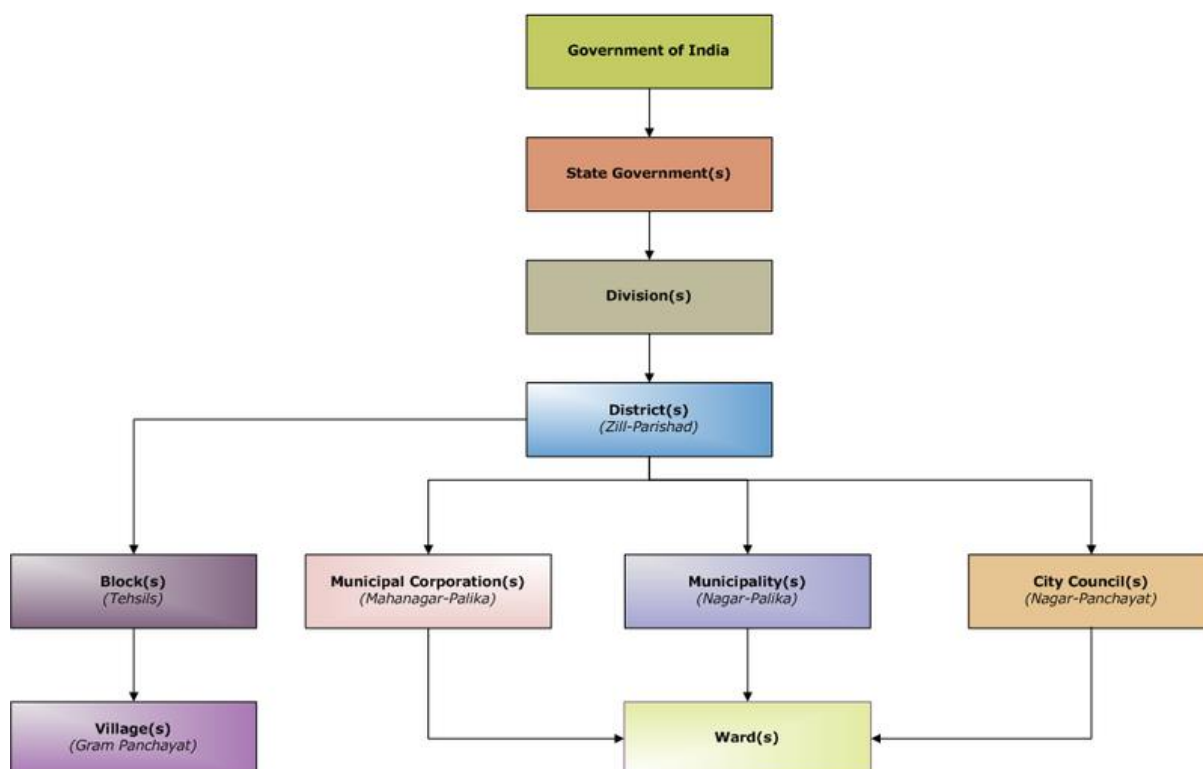 Government of India
State Government(s)
Division(s)
District(s)
(Zill-Parishad)
Block(s)
(Tehsils)
Municipal Corporation(s)
(Mahanagar-Palika)
Municipality(s)
(Nagar-Palika)
City Council(s)
(Nagar-Panchayat)
Village(s)
(Gram Panchayat)
Ward(s)